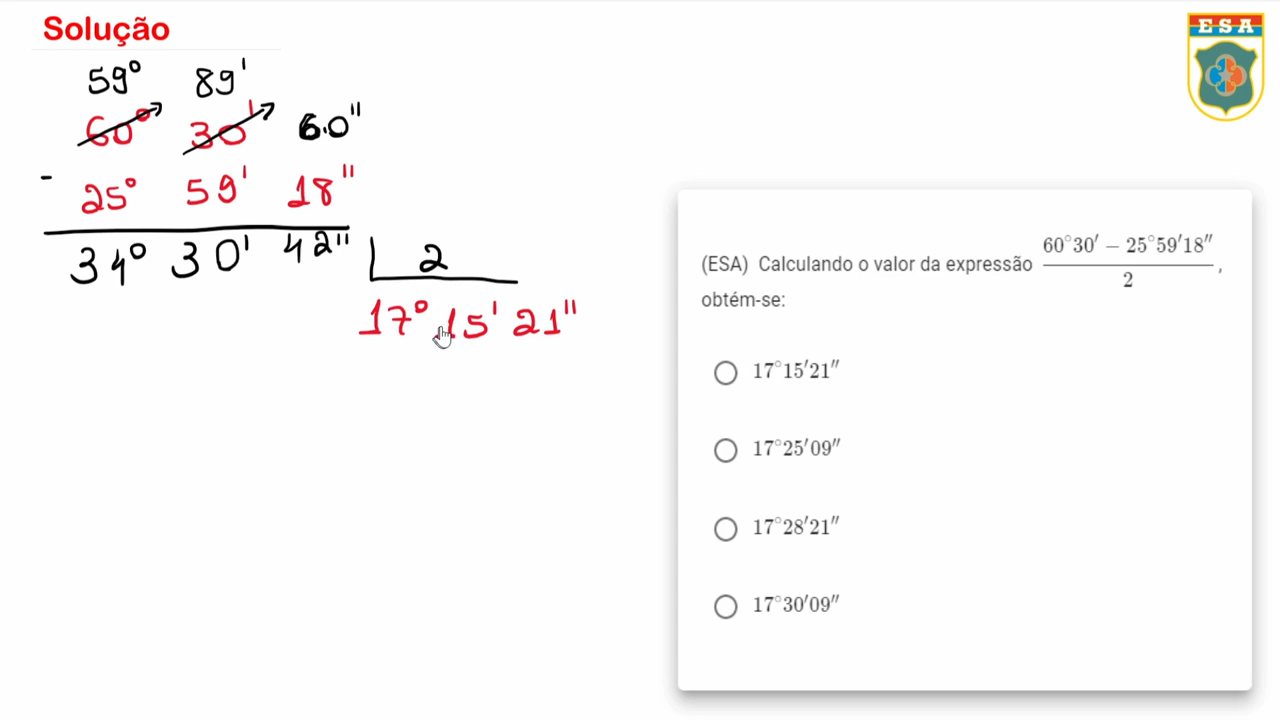 Solução
59° 89'
60° 30' 60"
- 25° 59' 18"
34° 30' 42" 2
17° 15' 21"
ESA
(ESA) Calculando o valor da expressão 60°30′ − 25°59′18″
2 ,
obtém-se:
17°15′21″
17°25′09″
17°28′21″
17°30′09″